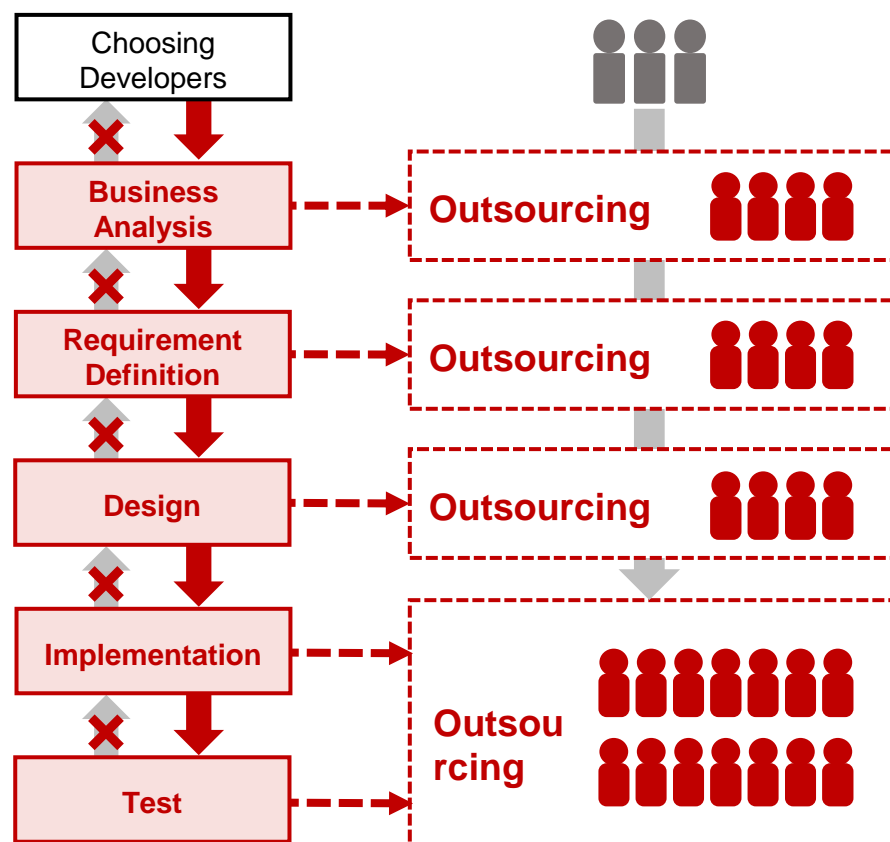 Choosing
Developers
Business
Analysis
Outsourcing
Requirement
Definition
Outsourcing
Design
Outsourcing
Implementation
Outsou
rcing
Test